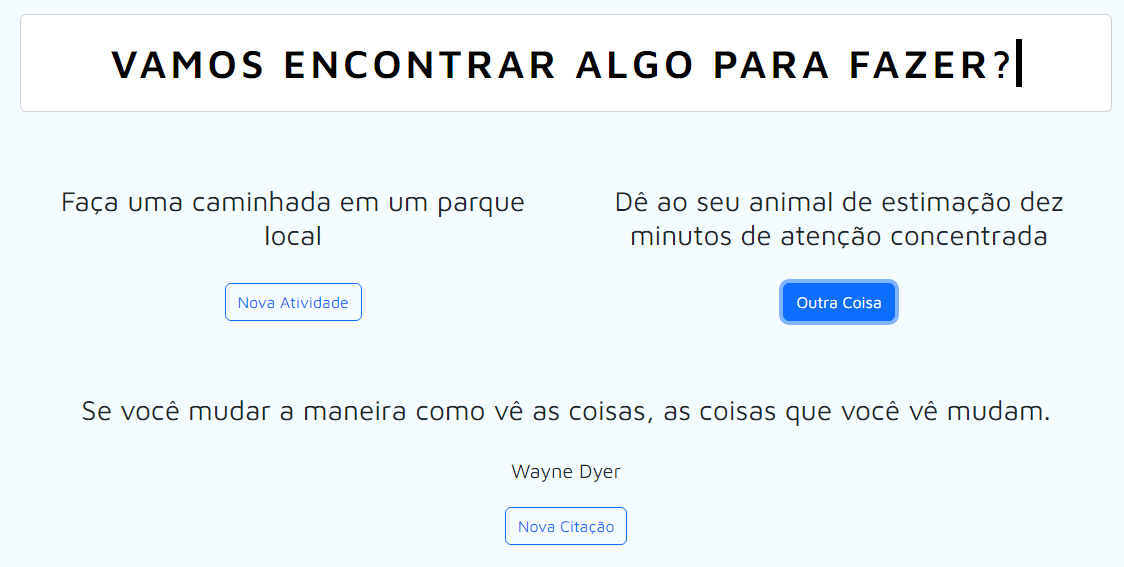 VAMOS ENCONTRAR ALGO PARA FAZER?
Faça uma caminhada em um parque
local
Nova Atividade
Dê ao seu animal de estimação dez
minutos de atenção concentrada
Outra Coisa
Se você mudar a maneira como vê as coisas, as coisas que você vê mudam.
Wayne Dyer
Nova Citação